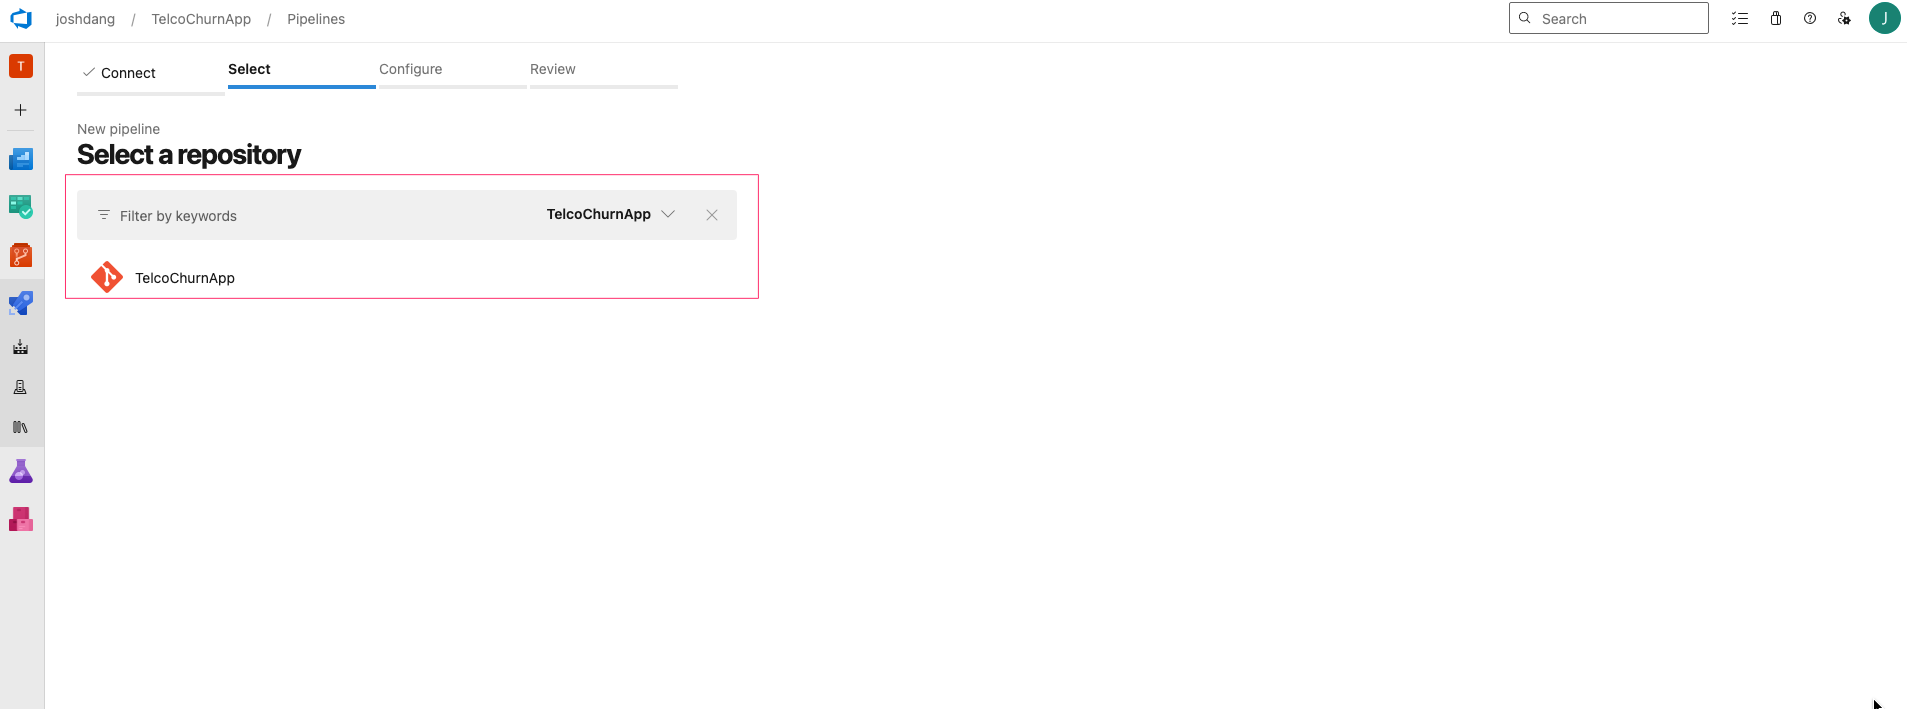 joshdang / TelcoChurnApp / Pipelines
Search
J
T
Connect
Select
Configure
Review
New pipeline
Select a repository
Filter by keywords
TelcoChurnApp
TelcoChurnApp